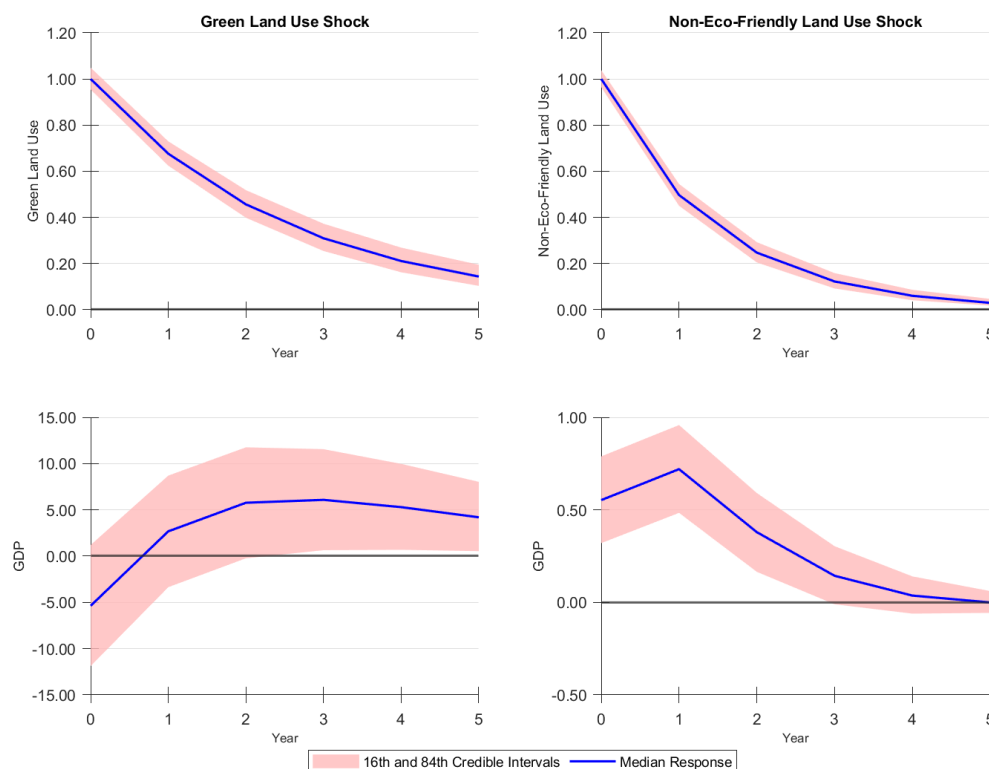 Green Land Use Shock
1.20
1.00
0.80
0.60
0.40
0.20
0.00
Green Land Use
0 1 2 3 4 5
Year
Non-Eco-Friendly Land Use Shock
1.20
1.00
0.80
0.60
0.40
0.20
0.00
Non-Eco-Friendly Land Use
0 1 2 3 4 5
Year
15.00
10.00
5.00
0.00
-5.00
-10.00
-15.00
GDP
0 1 2 3 4 5
Year
1.00
0.50
0.00
-0.50
GDP
0 1 2 3 4 5
Year
16th and 84th Credible Intervals Median Response